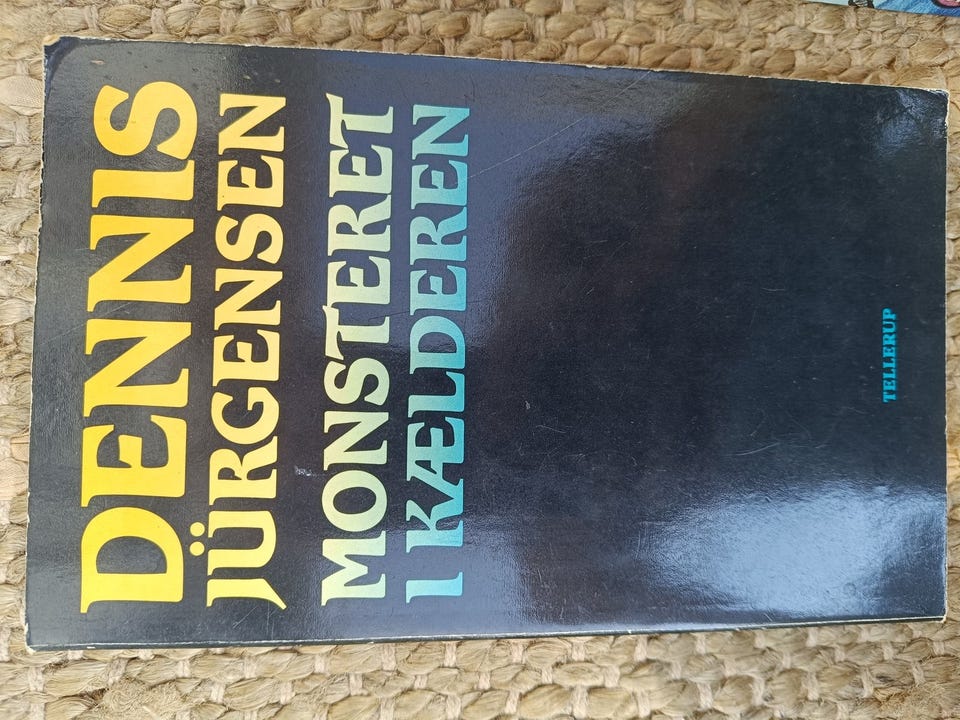 DENNIS
JÜRGENSEN
MONSTERET
I KÆLDEREN
TELLERUP